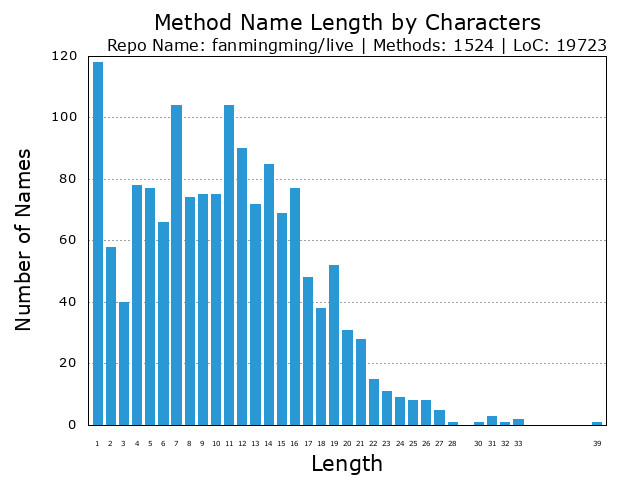 Method Name Length by Characters
Repo Name: fanmingming/live | Methods: 1524 | LoC: 19723
Number of Names
120
100
80
60
40
20
0
1 2 3 4 5 6 7 8 9 10 11 12 13 14 15 16 17 18 19 20 21 22 23 24 25 26 27 28 30 31 32 33 39
Length